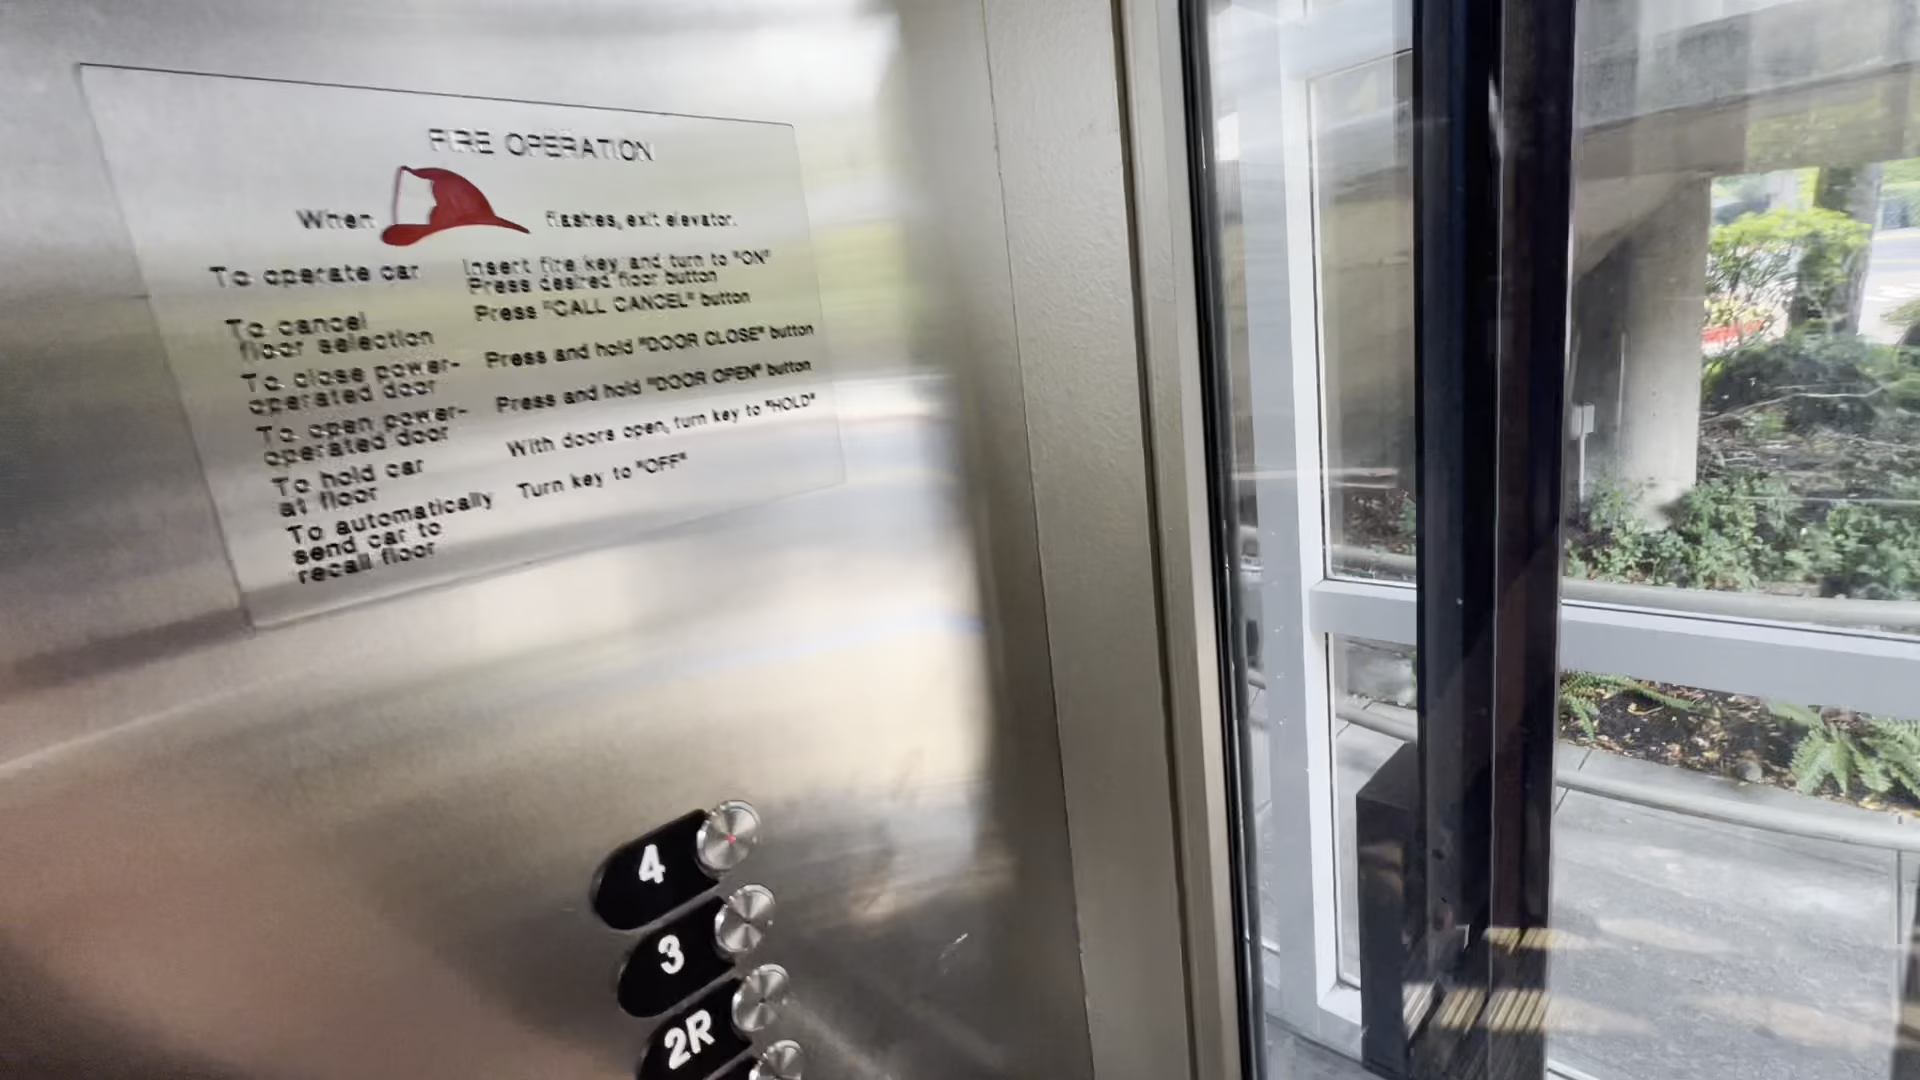 FIRE OPERATION
When flashes, exit elevator.
To operate car
Insert fire key and turn to "ON"
Press desired floor button
To cancel
floor selection
Press "CALL CANCEL" button
To close power-
operated door
Press and hold "DOOR CLOSE" button
To open power-
operated door
Press and hold "DOOR OPEN" button
To hold car
at floor
With doors open, turn key to "HOLD"
To automatically
send car to
recall floor
Turn key to "OFF"
4
3
2R